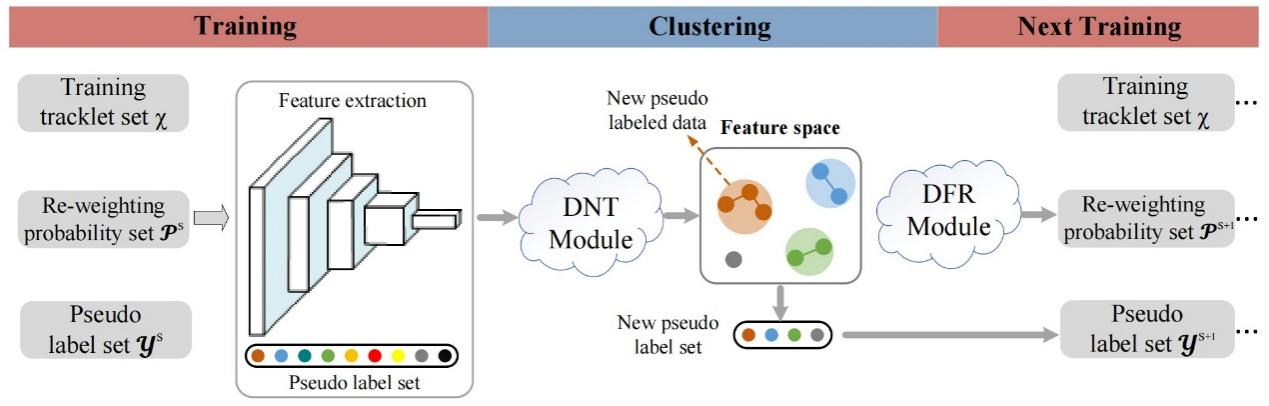 Training
Clustering
Next Training
Training
tracklet set χ
Re-weighting
probability set 𝓟ˢ
Pseudo
label set 𝓨ˢ
Feature extraction
Pseudo label set
DNT
Module
New pseudo
labeled data
Feature space
New pseudo
label set
DFR
Module
Training
tracklet set χ
...
Re-weighting
probability set 𝓟ˢ⁺¹
...
Pseudo
label set 𝓨ˢ⁺¹
...